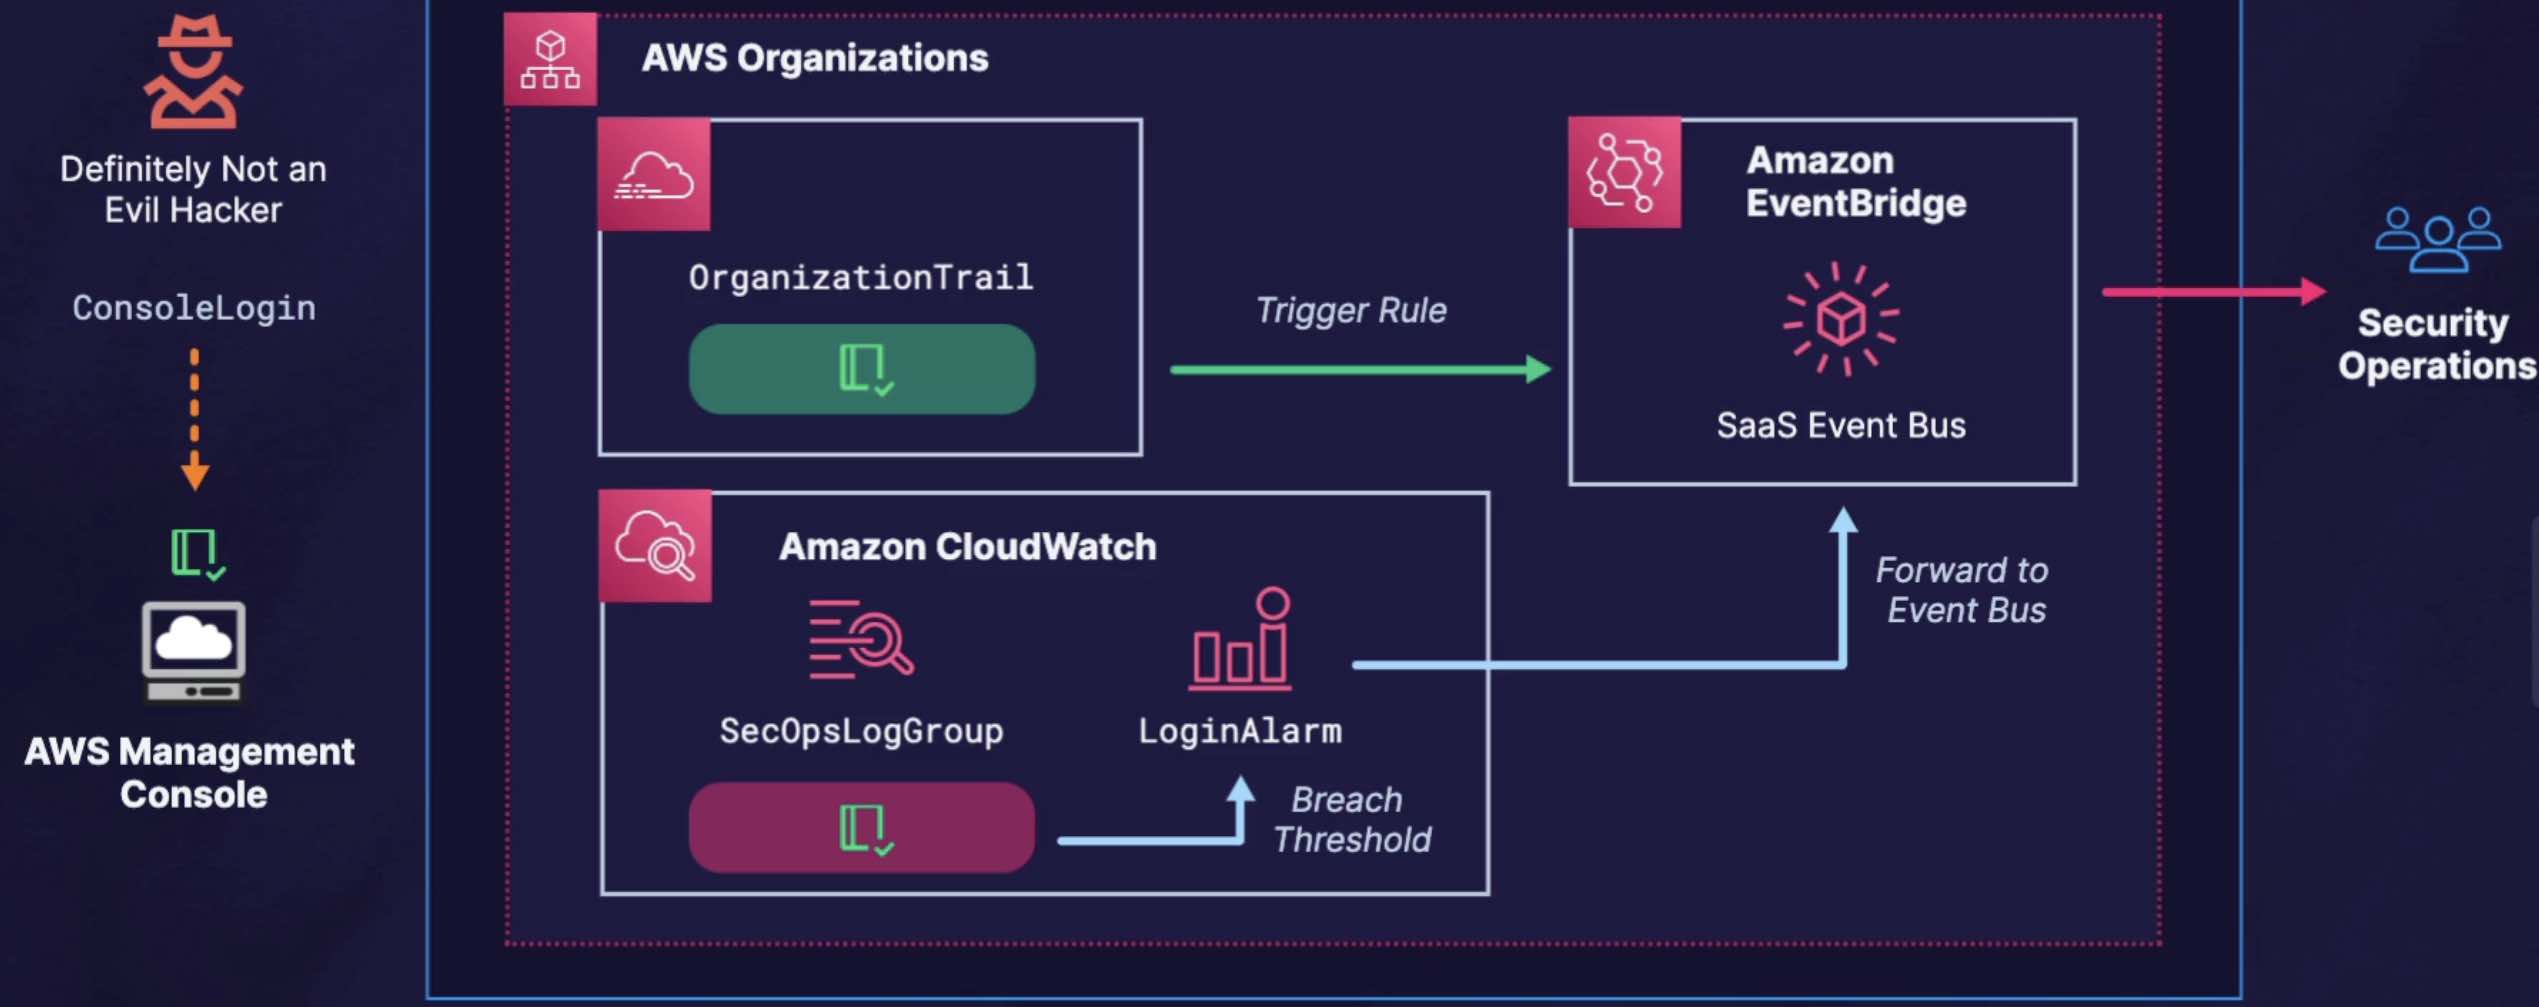 Definitely Not an
Evil Hacker
ConsoleLogin
AWS Management
Console
AWS Organizations
OrganizationTrail
Trigger Rule
Amazon
EventBridge
SaaS Event Bus
Security
Operations
Amazon CloudWatch
SecOpsLogGroup
LoginAlarm
Breach
Threshold
Forward to
Event Bus